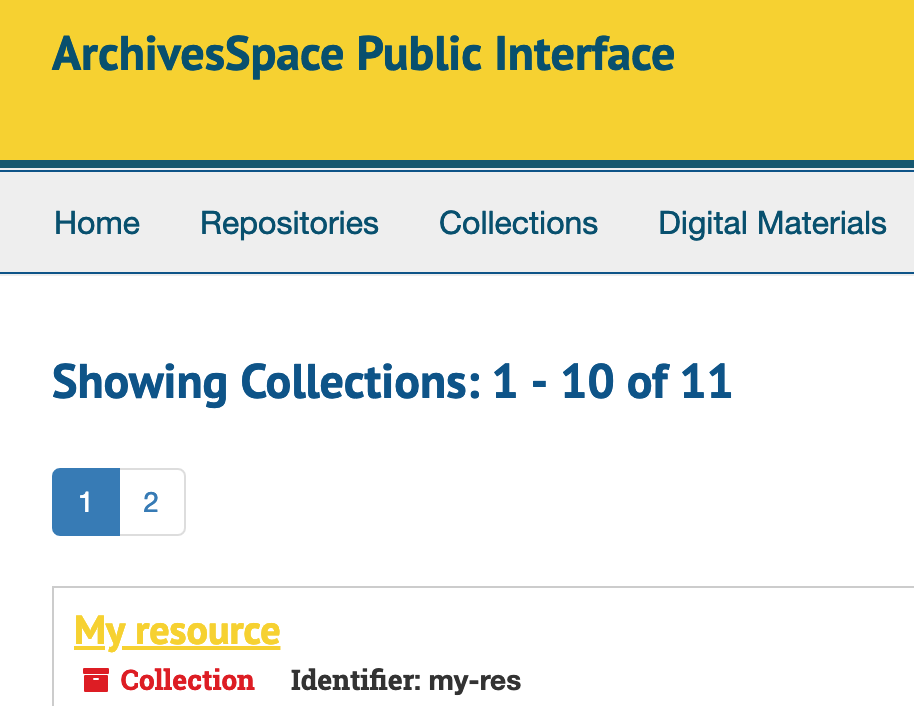 ArchivesSpace Public Interface
Home Repositories Collections Digital Materials
Showing Collections: 1 - 10 of 11
1 2
My resource
Collection Identifier: my-res